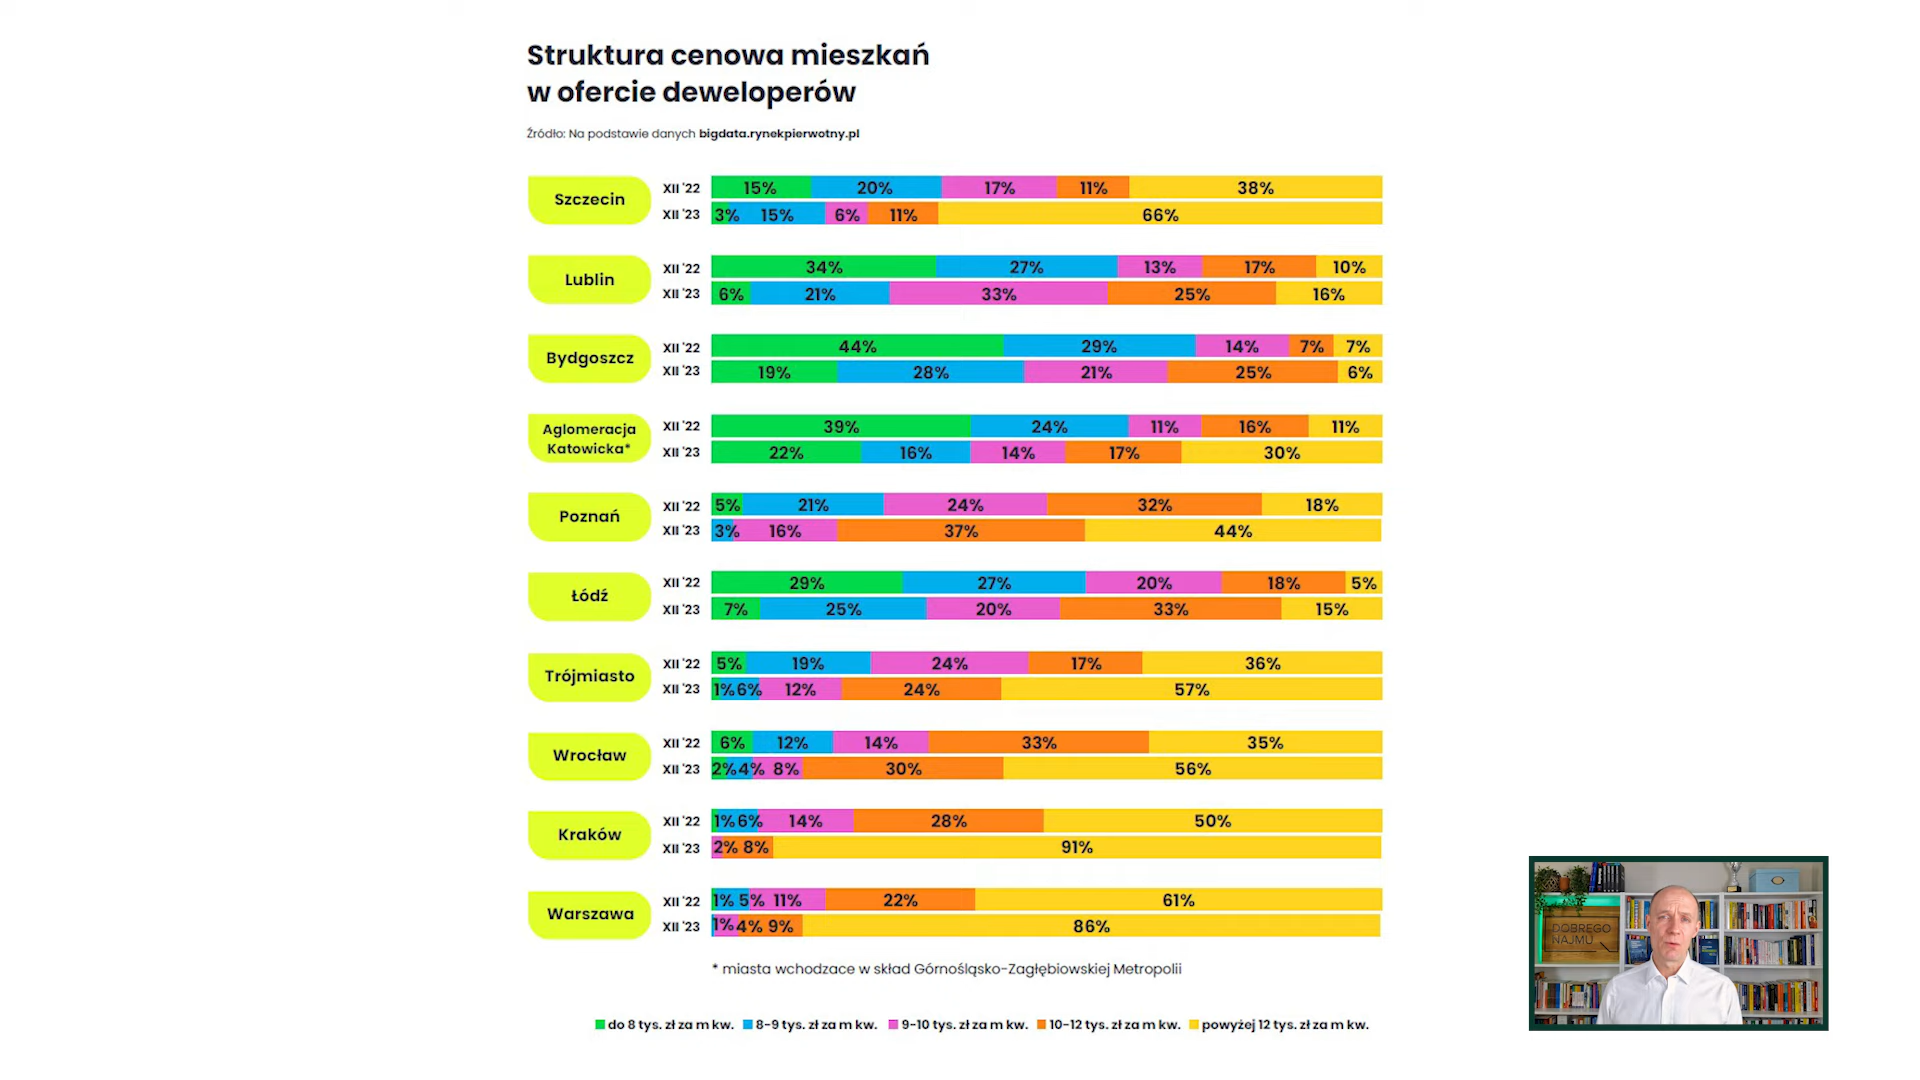 Struktura cenowa mieszkań
w ofercie deweloperów
Źródło: Na podstawie danych bigdata.rynekpierwotny.pl
Szczecin
XII '22 15% 20% 17% 11% 38%
XII '23 3% 15% 6% 11% 66%
Lublin
XII '22 34% 27% 13% 17% 10%
XII '23 6% 21% 33% 25% 16%
Bydgoszcz
XII '22 44% 29% 14% 7% 7%
XII '23 19% 28% 21% 25% 6%
Aglomeracja
Katowicka*
XII '22 39% 24% 11% 16% 11%
XII '23 22% 16% 14% 17% 30%
Poznań
XII '22 5% 21% 24% 32% 18%
XII '23 3% 16% 37% 44%
Łódź
XII '22 29% 27% 20% 18% 5%
XII '23 7% 25% 20% 33% 15%
Trójmiasto
XII '22 5% 19% 24% 17% 36%
XII '23 1% 6% 12% 24% 57%
Wrocław
XII '22 6% 12% 14% 33% 35%
XII '23 2% 4% 8% 30% 56%
Kraków
XII '22 1% 6% 14% 28% 50%
XII '23 2% 8% 91%
Warszawa
XII '22 1% 5% 11% 22% 61%
XII '23 1% 4% 9% 86%
* miasta wchodzace w skład Górnośląsko-Zagłębiowskiej Metropolii
do 8 tys. zł za m kw. 8-9 tys. zł za m kw. 9-10 tys. zł za m kw. 10-12 tys. zł za m kw. powyżej 12 tys. zł za m kw.
DOBREGO
NAJMU